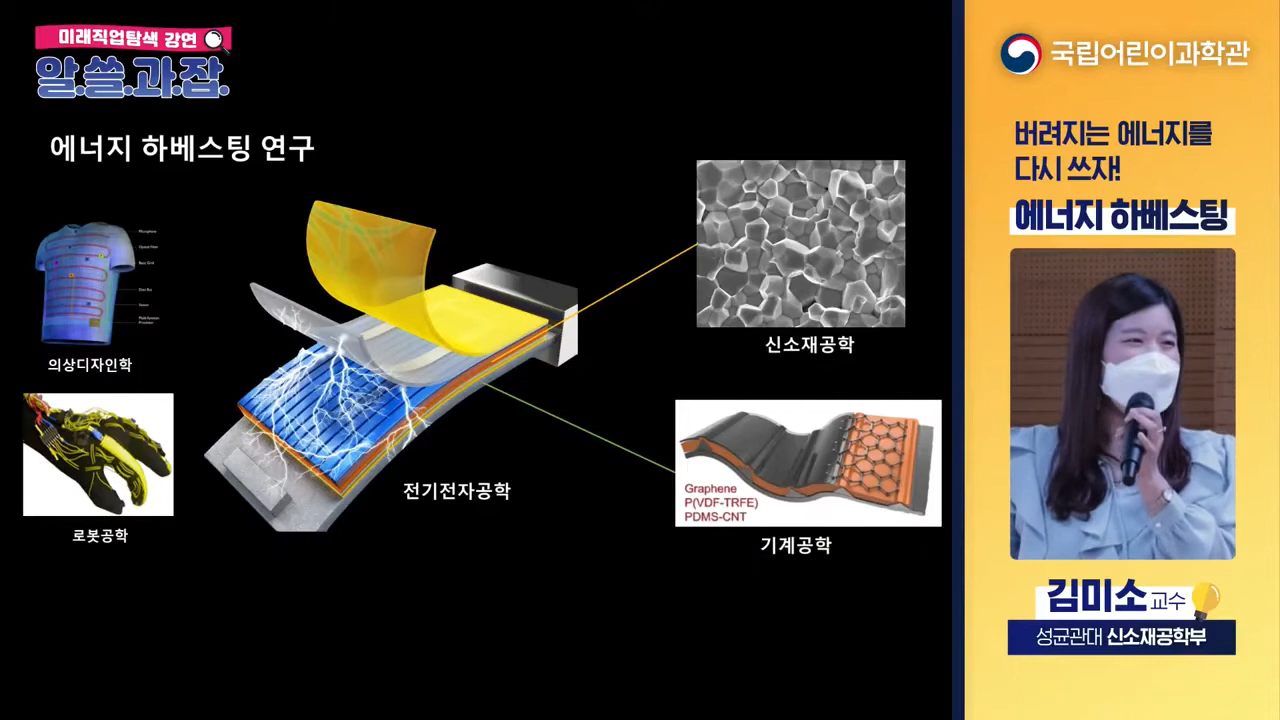 미래직업탐색 강연
알.쓸.과.잡.
에너지 하베스팅 연구
의상디자인학
로봇공학
전기전자공학
신소재공학
Graphene
P(VDF-TRFE)
PDMS-CNT
기계공학
국립어린이과학관
버려지는 에너지를
다시 쓰자!
에너지 하베스팅
김미소 교수
성균관대 신소재공학부